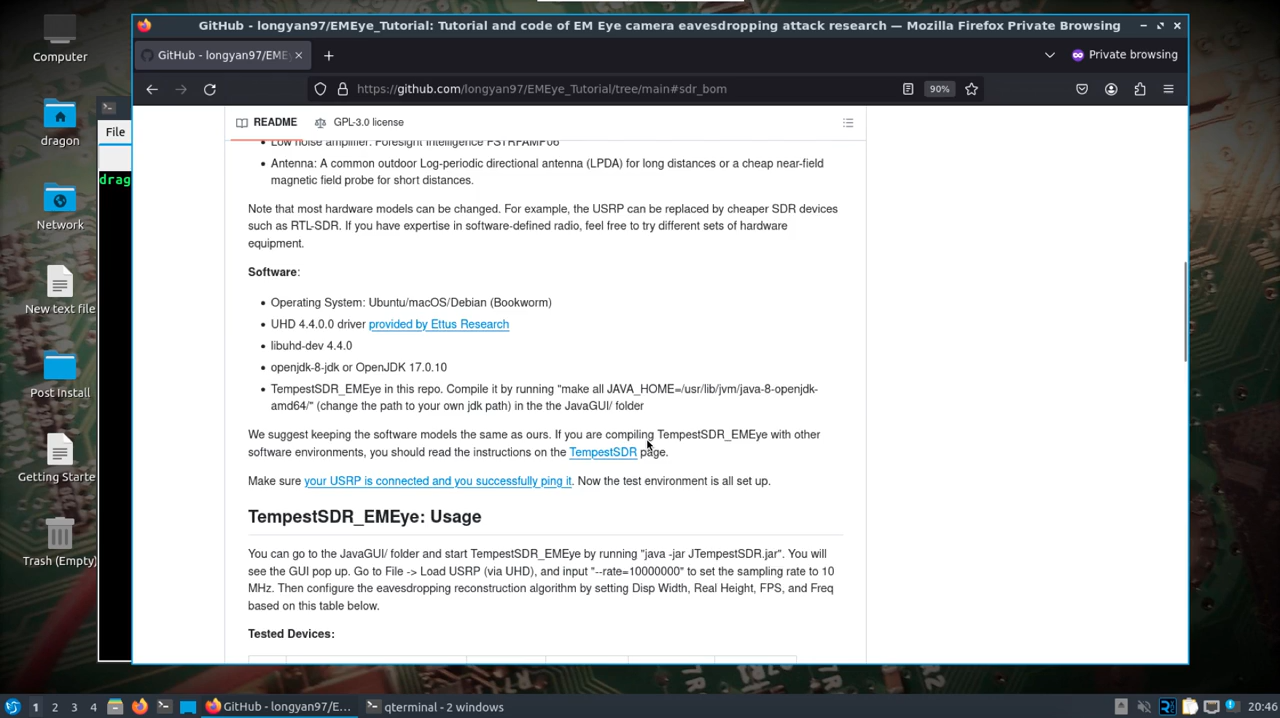 Computer
dragon
Network
New text file
Post Install
Getting Starte
Trash (Empty)
File
drag
GitHub - longyan97/EMEye_Tutorial: Tutorial and code of EM Eye camera eavesdropping attack research — Mozilla Firefox Private Browsing
GitHub - longyan97/EMEy
Private browsing
https://github.com/longyan97/EMEye_Tutorial/tree/main#sdr_bom
90%
README
GPL-3.0 license
Low noise amplifier: Foresight Intelligence FSTRFAMP06
Antenna: A common outdoor Log-periodic directional antenna (LPDA) for long distances or a cheap near-field
magnetic field probe for short distances.
Note that most hardware models can be changed. For example, the USRP can be replaced by cheaper SDR devices
such as RTL-SDR. If you have expertise in software-defined radio, feel free to try different sets of hardware
equipment.
Software:
Operating System: Ubuntu/macOS/Debian (Bookworm)
UHD 4.4.0.0 driver provided by Ettus Research
libuhd-dev 4.4.0
openjdk-8-jdk or OpenJDK 17.0.10
TempestSDR_EMEye in this repo. Compile it by running "make all JAVA_HOME=/usr/lib/jvm/java-8-openjdk-
amd64/" (change the path to your own jdk path) in the the JavaGUI/ folder
We suggest keeping the software models the same as ours. If you are compiling TempestSDR_EMEye with other
software environments, you should read the instructions on the TempestSDR page.
Make sure your USRP is connected and you successfully ping it. Now the test environment is all set up.
TempestSDR_EMEye: Usage
You can go to the JavaGUI/ folder and start TempestSDR_EMEye by running "java -jar JTempestSDR.jar". You will
see the GUI pop up. Go to File -> Load USRP (via UHD), and input "--rate=10000000" to set the sampling rate to 10
MHz. Then configure the eavesdropping reconstruction algorithm by setting Disp Width, Real Height, FPS, and Freq
based on this table below.
Tested Devices:
1 2 3 4
GitHub - longyan97/E...
qterminal - 2 windows
20:46